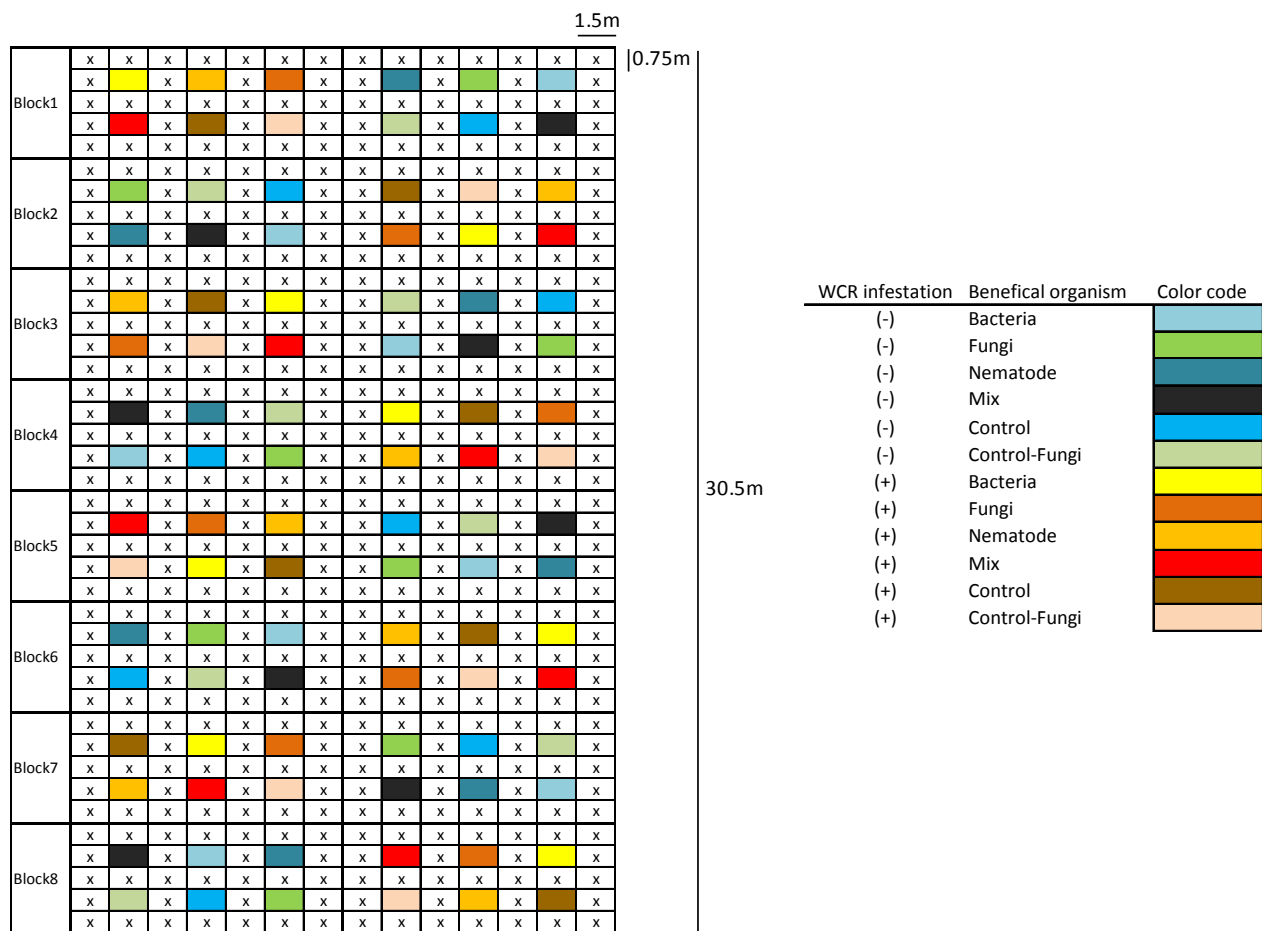 1.5m
x x x x x x x x x x x x x x
0.75m
x x x x x x x x
Block1 x x x x x x x x x x x x x x
x x x x x x x x
x x x x x x x x x x x x x x
x x x x x x x x x x x x x x
x x x x x x x x
Block2 x x x x x x x x x x x x x x
x x x x x x x x
x x x x x x x x x x x x x x
x x x x x x x x x x x x x x
x x x x x x x x
Block3 x x x x x x x x x x x x x x
x x x x x x x x
x x x x x x x x x x x x x x
x x x x x x x x x x x x x x
x x x x x x x x
Block4 x x x x x x x x x x x x x x
x x x x x x x x
x x x x x x x x x x x x x x
x x x x x x x x x x x x x x
x x x x x x x x
Block5 x x x x x x x x x x x x x x
x x x x x x x x
x x x x x x x x x x x x x x
x x x x x x x x x x x x x x
x x x x x x x x
Block6 x x x x x x x x x x x x x x
x x x x x x x x
x x x x x x x x x x x x x x
x x x x x x x x x x x x x x
x x x x x x x x
Block7 x x x x x x x x x x x x x x
x x x x x x x x
x x x x x x x x x x x x x x
x x x x x x x x x x x x x x
x x x x x x x x
Block8 x x x x x x x x x x x x x x
x x x x x x x x
x x x x x x x x x x x x x x
30.5m
WCR infestation Benefical organism Color code
(-) Bacteria
(-) Fungi
(-) Nematode
(-) Mix
(-) Control
(-) Control-Fungi
(+) Bacteria
(+) Fungi
(+) Nematode
(+) Mix
(+) Control
(+) Control-Fungi